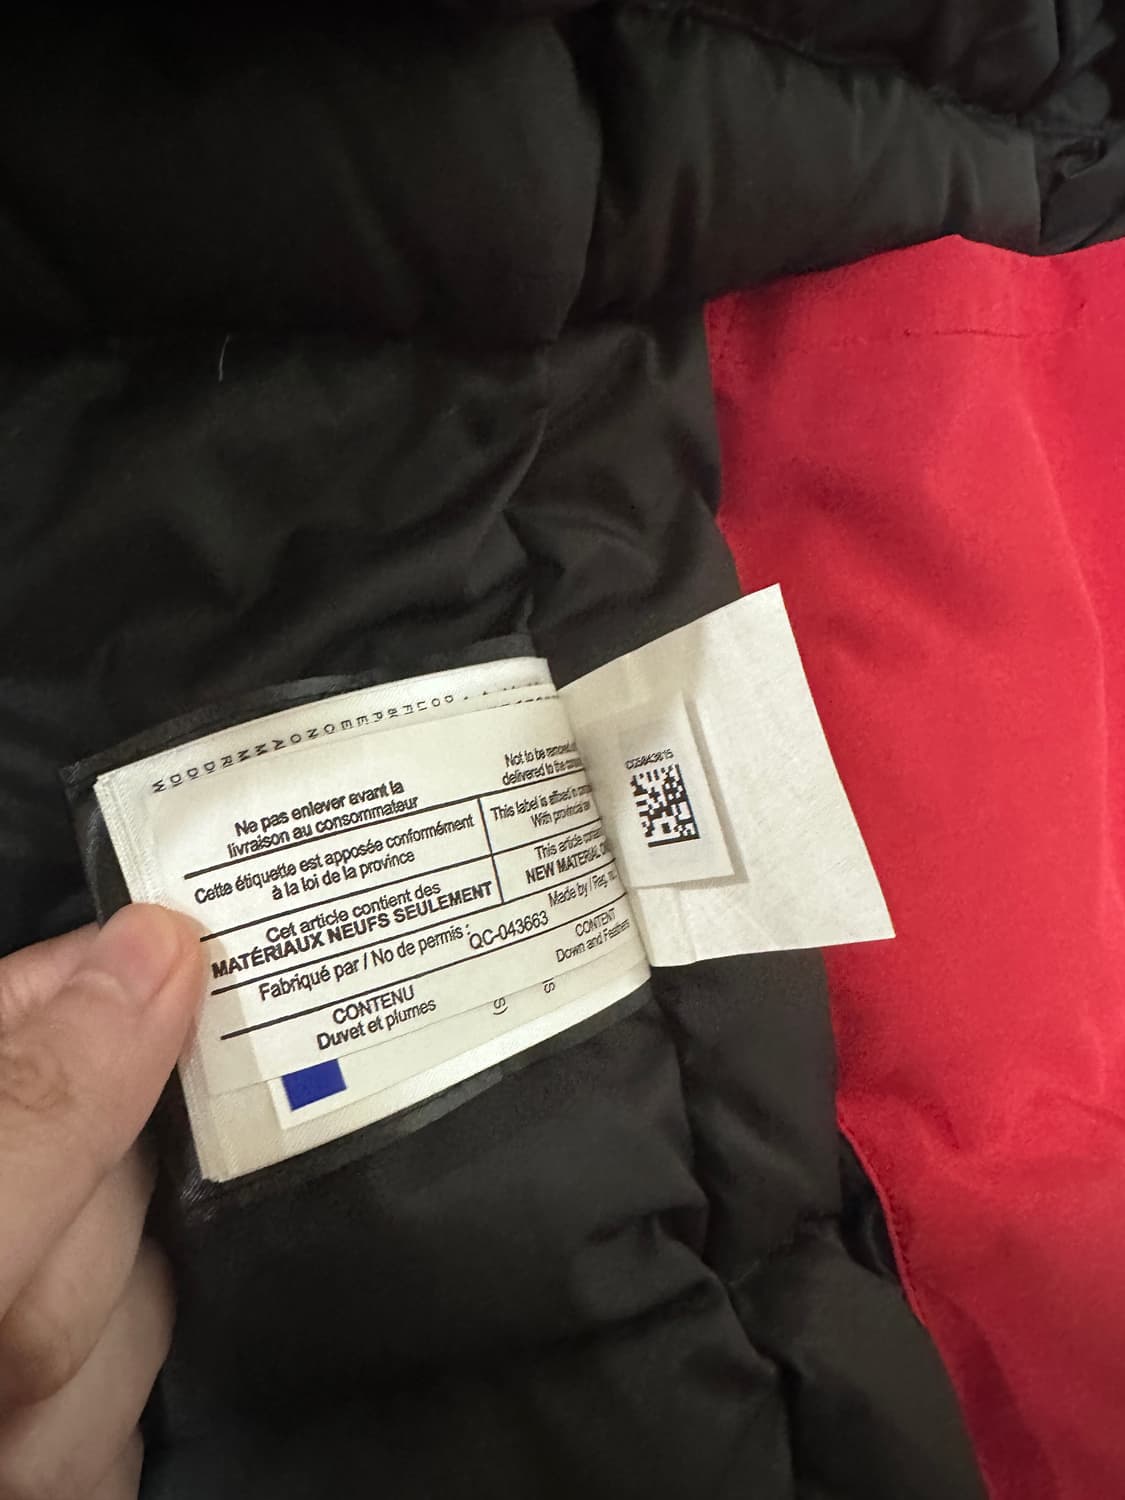 Ne pas enlever avant la
livraison au consommateur
Cette étiquette est apposée conformément
à la loi de la province
Cet article contient des
MATÉRIAUX NEUFS SEULEMENT
Fabriqué par / No de permis :
QC-043663
CONTENU
Duvet et plumes
Not to be removed
delivered to the
This label is affixed in
With provincial
This article
NEW MATERIAL
Made by / Reg. no.
CONTENT
Down and Feathers